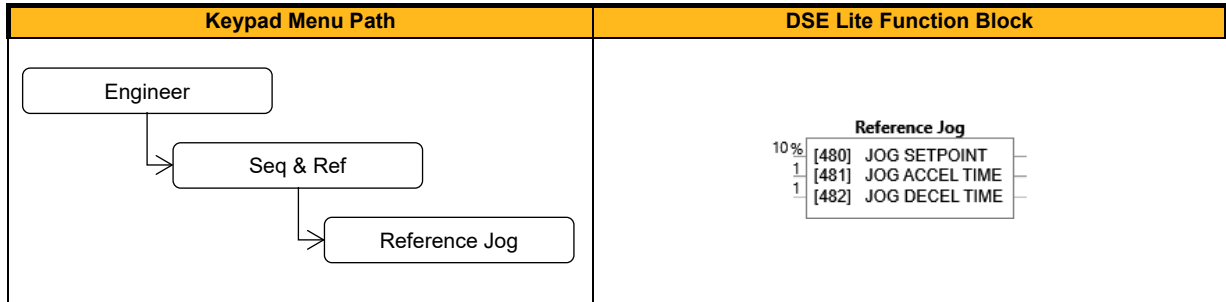 Keypad Menu Path
DSE Lite Function Block
Engineer
Seq & Ref
Reference Jog
Reference Jog
10% [480] JOG SETPOINT
1 [481] JOG ACCEL TIME
1 [482] JOG DECEL TIME